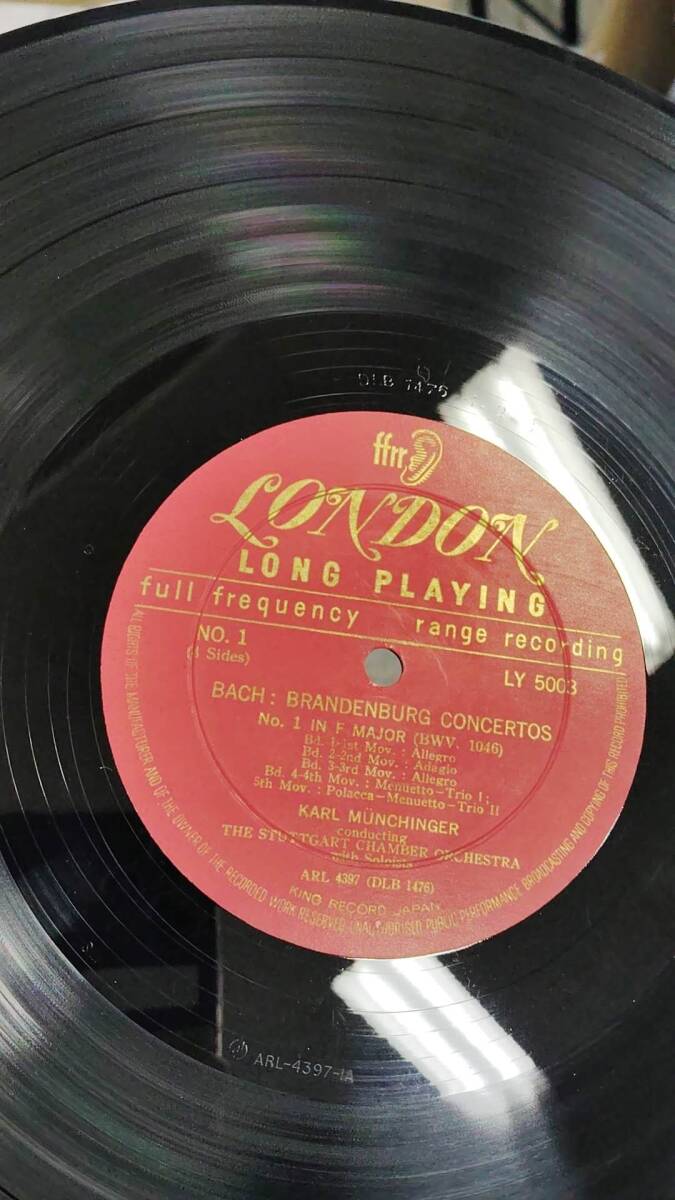 DLB 1476
ffrr
LONDON
LONG PLAYING
full frequency range recording
NO. 1
(4 Sides)
LY 5003
BACH: BRANDENBURG CONCERTOS
No. 1 IN F MAJOR (BWV. 1046)
Bd. 1-1st Mov.: Allegro
Bd. 2-2nd Mov.: Adagio
Bd. 3-3rd Mov.: Allegro
Bd. 4-4th Mov.: Menuetto-Trio I;
5th Mov.: Polacca-Menuetto-Trio II
KARL MÜNCHINGER
conducting
THE STUTTGART CHAMBER ORCHESTRA
with Soloists
ARL 4397 (DLB 1476)
KING RECORD JAPAN
ALL RIGHTS OF THE MANUFACTURER AND OF THE OWNER OF THE RECORDED WORK RESERVED. UNAUTHORISED PUBLIC PERFORMANCE BROADCASTING AND COPYING OF THIS RECORD PROHIBITED
ARL-4397-1A